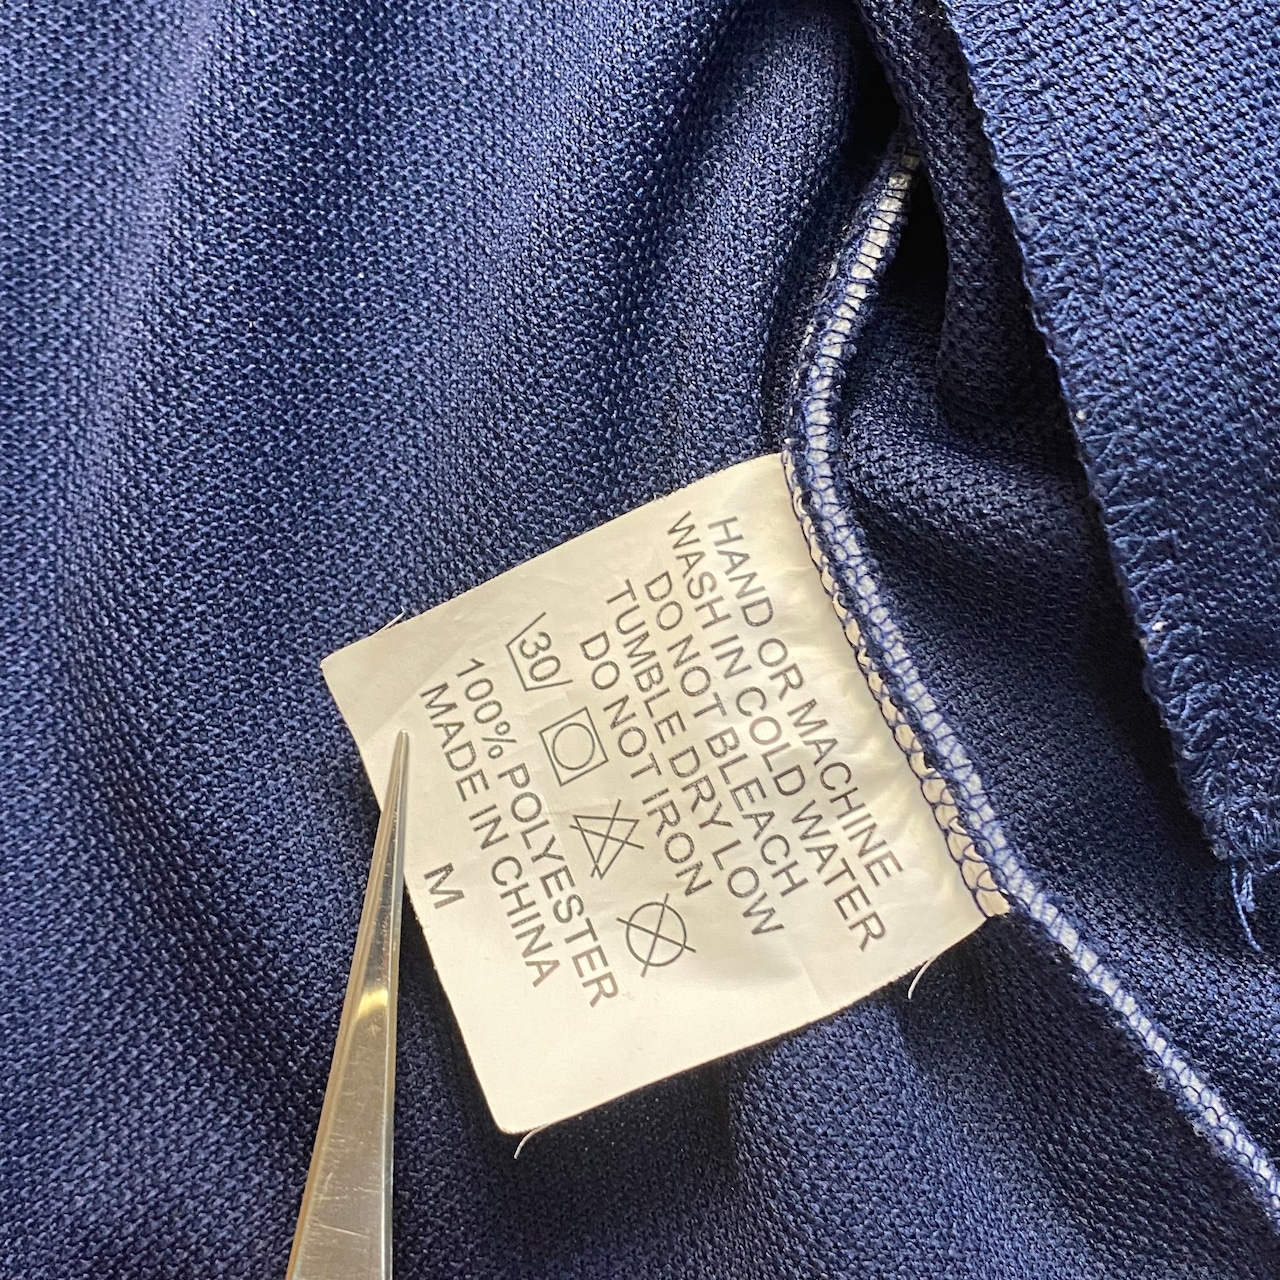 HAND OR MACHINE
WASH IN COLD WATER
DO NOT BLEACH
TUMBLE DRY LOW
DO NOT IRON
30
100% POLYESTER
MADE IN CHINA
M